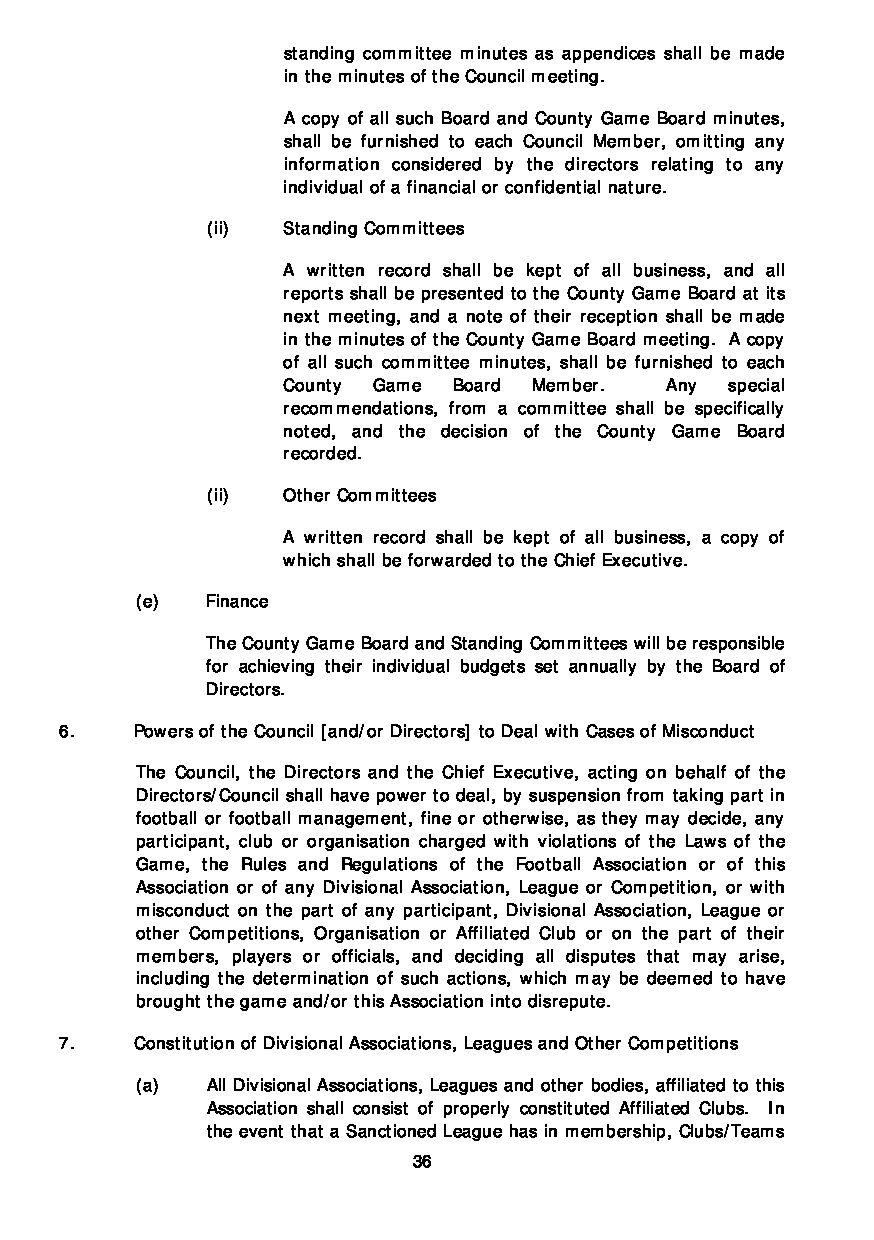 standing committee minutes as appendices shall be made
in the minutes of the Council meeting.
A copy of all such Board and County Game Board minutes,
shall be furnished to each Council Member, omitting any
information considered by the directors relating to any
individual of a financial or confidential nature.
(ii) Standing Committees
A written record shall be kept of all business, and all
reports shall be presented to the County Game Board at its
next meeting, and a note of their reception shall be made
in the minutes of the County Game Board meeting. A copy
of all such committee minutes, shall be furnished to each
County Game Board Member. Any special
recommendations, from a committee shall be specifically
noted, and the decision of the County Game Board
recorded.
(ii) Other Committees
A written record shall be kept of all business, a copy of
which shall be forwarded to the Chief Executive.
(e) Finance
The County Game Board and Standing Committees will be responsible
for achieving their individual budgets set annually by the Board of
Directors.
6. Powers of the Council [and/or Directors] to Deal with Cases of Misconduct
The Council, the Directors and the Chief Executive, acting on behalf of the
Directors/Council shall have power to deal, by suspension from taking part in
football or football management, fine or otherwise, as they may decide, any
participant, club or organisation charged with violations of the Laws of the
Game, the Rules and Regulations of the Football Association or of this
Association or of any Divisional Association, League or Competition, or with
misconduct on the part of any participant, Divisional Association, League or
other Competitions, Organisation or Affiliated Club or on the part of their
members, players or officials, and deciding all disputes that may arise,
including the determination of such actions, which may be deemed to have
brought the game and/or this Association into disrepute.
7. Constitution of Divisional Associations, Leagues and Other Competitions
(a) All Divisional Associations, Leagues and other bodies, affiliated to this
Association shall consist of properly constituted Affiliated Clubs. In
the event that a Sanctioned League has in membership, Clubs/Teams
36